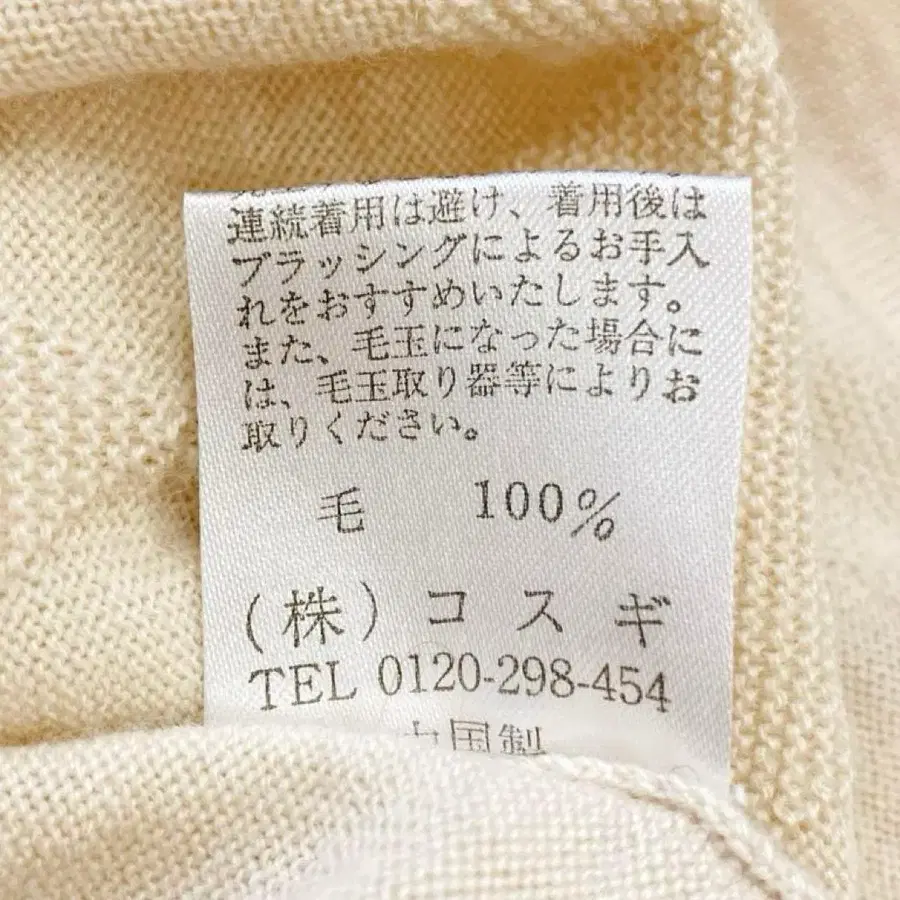 連続着用は避け、着用後は
ブラッシングによるお手入
れをおすすめいたします。
また、毛玉になった場合に
は、毛玉取り器等によりお
取りください。
毛 100%
(株)コスギ
TEL 0120-298-454
中国製